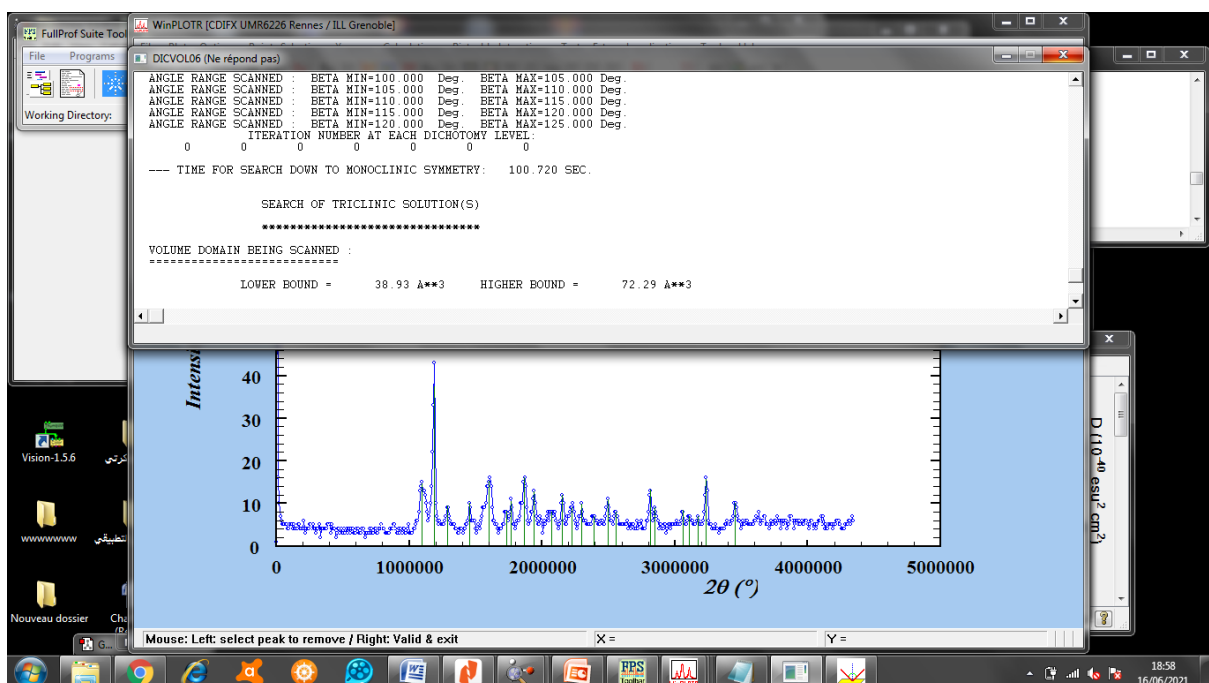 FullProf Suite Tool
File Programs
Working Directory:
WinPLOTR [CDIFX UMR6226 Rennes / ILL Grenoble]
DICVOL06 (Ne répond pas)
ANGLE RANGE SCANNED : BETA MIN=100.000 Deg. BETA MAX=105.000 Deg.
ANGLE RANGE SCANNED : BETA MIN=105.000 Deg. BETA MAX=110.000 Deg.
ANGLE RANGE SCANNED : BETA MIN=110.000 Deg. BETA MAX=115.000 Deg.
ANGLE RANGE SCANNED : BETA MIN=115.000 Deg. BETA MAX=120.000 Deg.
ANGLE RANGE SCANNED : BETA MIN=120.000 Deg. BETA MAX=125.000 Deg.
ITERATION NUMBER AT EACH DICHOTOMY LEVEL:
0 0 0 0 0 0 0
--- TIME FOR SEARCH DOWN TO MONOCLINIC SYMMETRY: 100.720 SEC.
SEARCH OF TRICLINIC SOLUTION(S)
*******************************
VOLUME DOMAIN BEING SCANNED :
===========================
LOWER BOUND = 38.93 A**3 HIGHER BOUND = 72.29 A**3
Intensi
40
30
20
10
0
0 1000000 2000000 3000000 4000000 5000000
2θ (°)
D (10⁻⁴⁰ esu² cm²)
Vision-1.5.6
wwwwwwww
Nouveau dossier
Mouse: Left: select peak to remove / Right: Valid & exit X = Y =
G...
FPS
Toolbar
18:58
16/06/2021